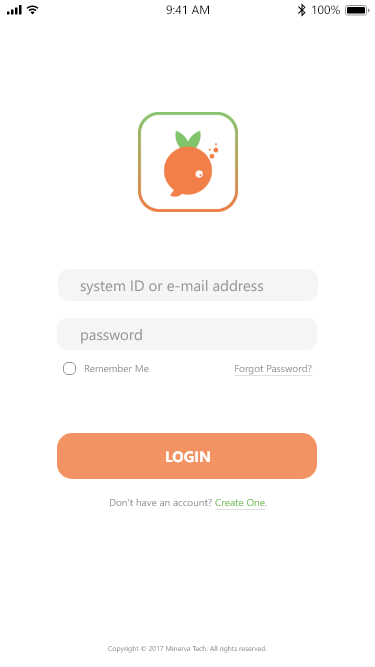 9:41 AM 100%
system ID or e-mail address
password
Remember Me Forgot Password?
LOGIN
Don't have an account? Create One.
Copyright © 2017 Minerva Tech. All rights reserved.